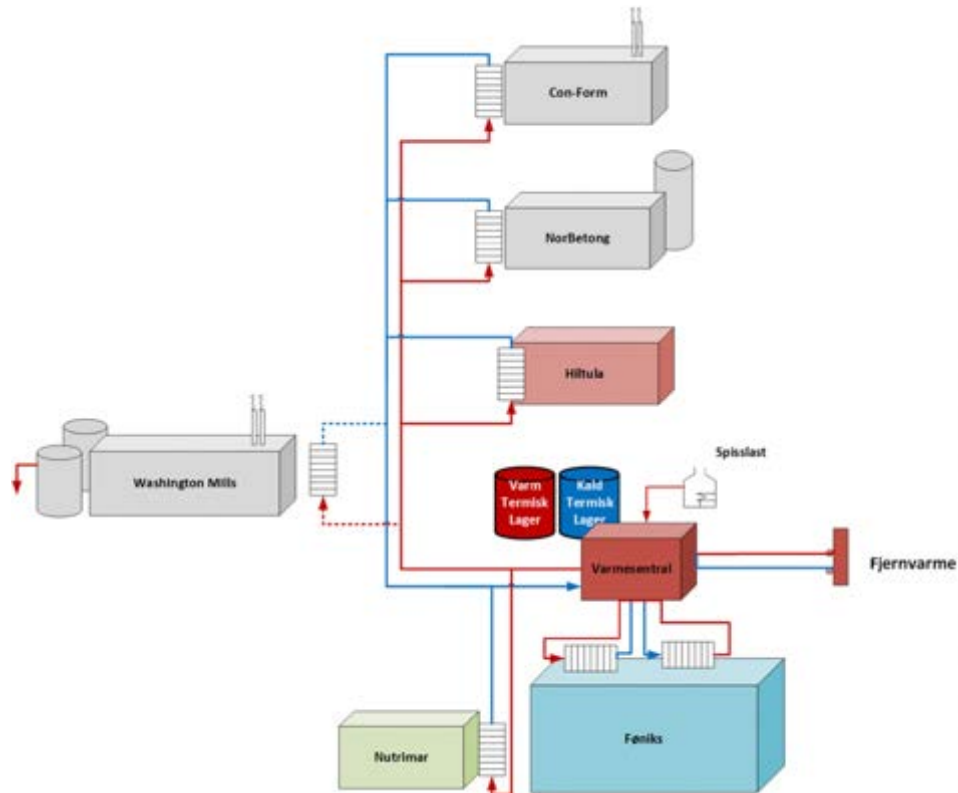 Con-Form
NorBetong
Hiltula
Washington Mills
Spisslast
Varm
Termisk
Lager
Kald
Termisk
Lager
Varmesentral
Fjernvarme
Føniks
Nutrimar